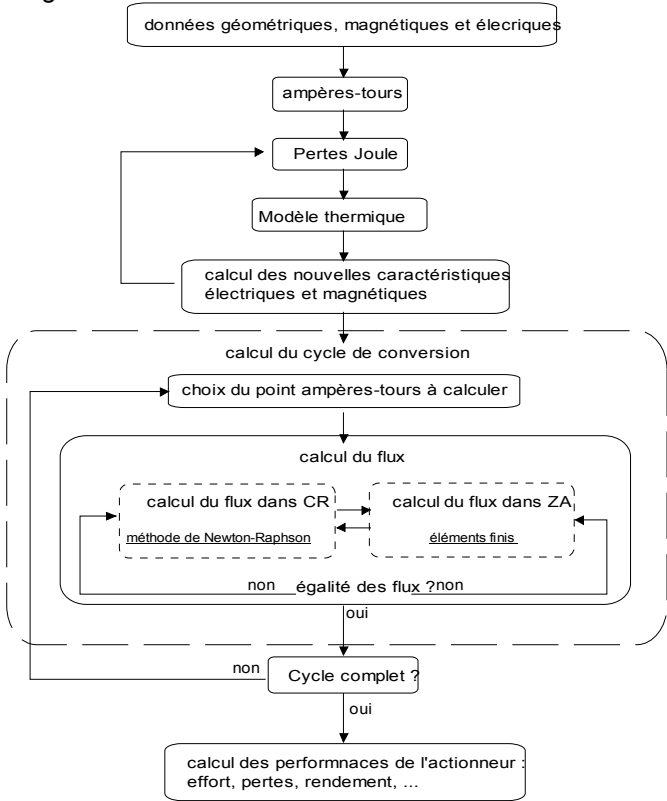 données géométriques, magnétiques et élecriques
ampères-tours
Pertes Joule
Modèle thermique
calcul des nouvelles caractéristiques
électriques et magnétiques
calcul du cycle de conversion
choix du point ampères-tours à calculer
calcul du flux
calcul du flux dans CR
calcul du flux dans ZA
méthode de Newton-Raphson
éléments finis
non égalité des flux ? non
oui
non
Cycle complet ?
oui
calcul des performnaces de l'actionneur :
effort, pertes, rendement, ...